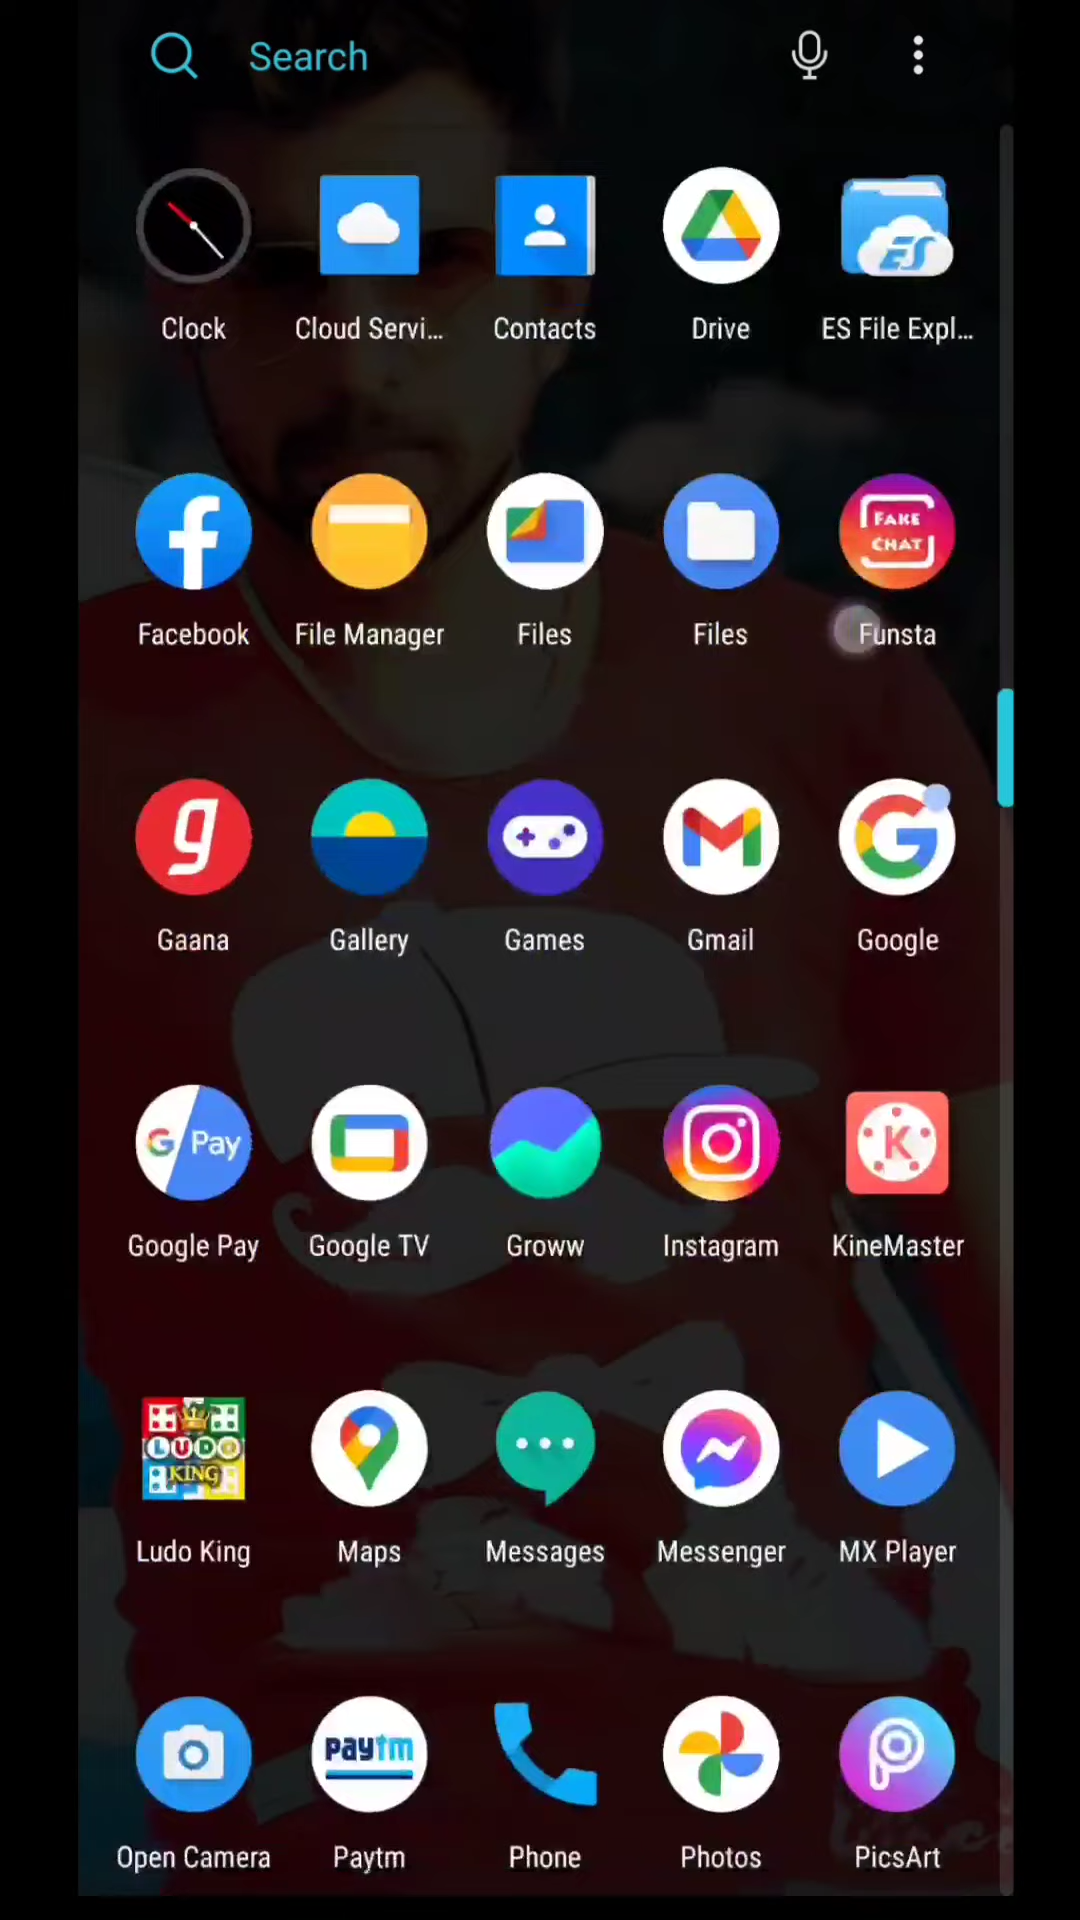 Search
Clock
Cloud Servi...
Contacts
Drive
ES
ES File Expl...
FAKE
CHAT
Facebook
File Manager
Files
Files
Funsta
g
Gaana
Gallery
Games
Gmail
Google
G Pay
K
Google Pay
Google TV
Groww
Instagram
KineMaster
LUDO
KING
Ludo King
Maps
Messages
Messenger
MX Player
paytm
Open Camera
Paytm
Phone
Photos
PicsArt